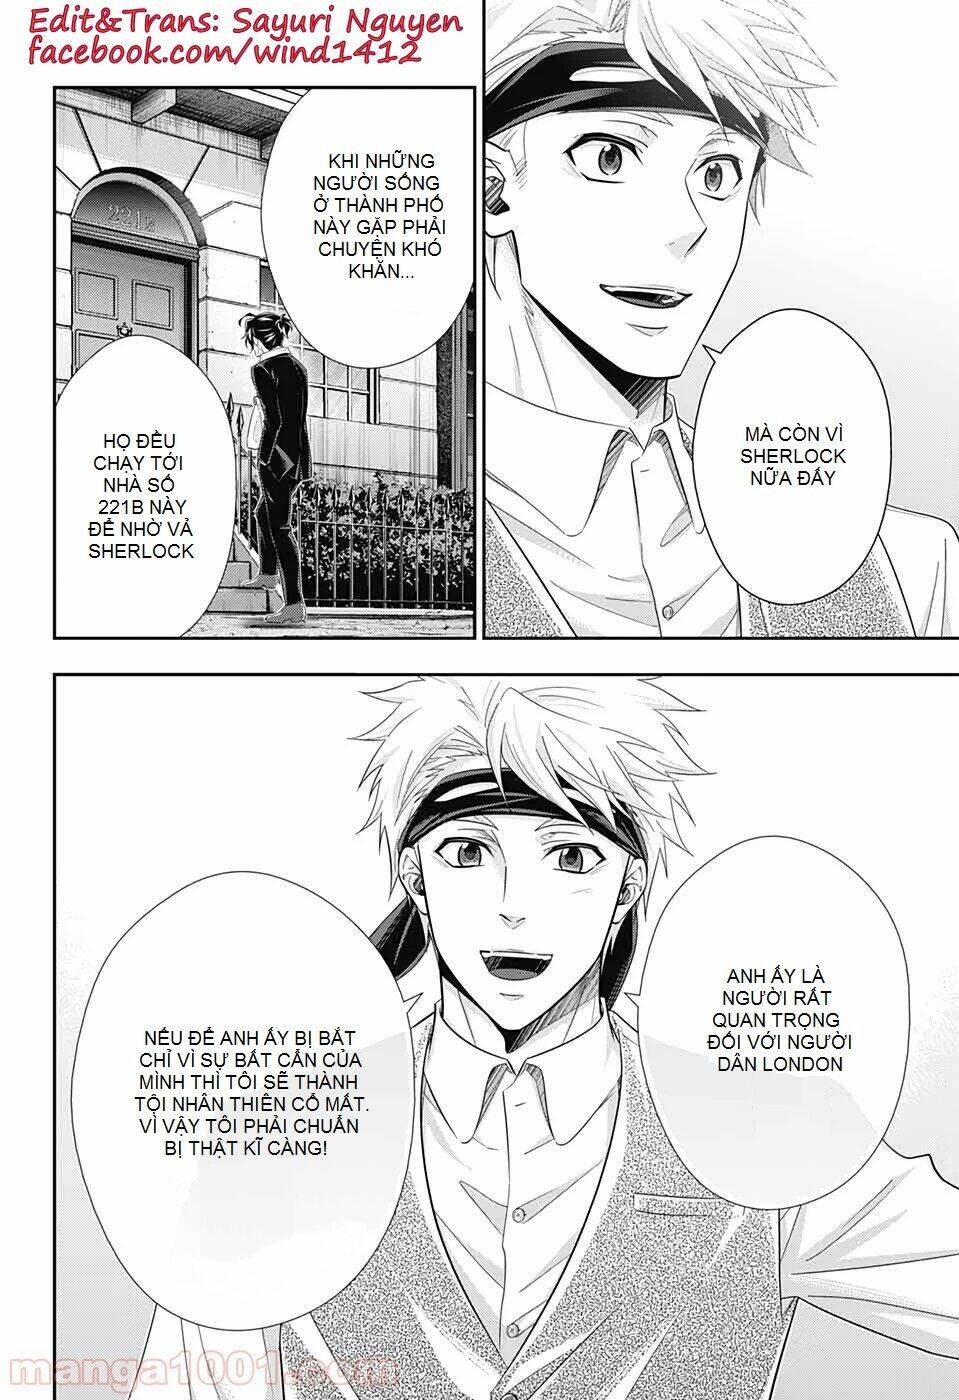 Edit&Trans: Sayuri Nguyen
facebook.com/wind1412
MÀ CÒN VÌ
SHERLOCK
NỮA ĐẤY
KHI NHỮNG
NGƯỜI SỐNG
Ở THÀNH PHỐ
NÀY GẶP PHẢI
CHUYỆN KHÓ
KHĂN...
221B
HỌ ĐỀU
CHẠY TỚI
NHÀ SỐ
221B NÀY
ĐỂ NHỜ VẢ
SHERLOCK
ANH ẤY LÀ
NGƯỜI RẤT
QUAN TRỌNG
ĐỐI VỚI NGƯỜI
DÂN LONDON
NẾU ĐỂ ANH ẤY BỊ BẮT
CHỈ VÌ SỰ BẤT CẨN CỦA
MÌNH THÌ TÔI SẼ THÀNH
TỘI NHÂN THIÊN CỔ MẤT.
VÌ VẬY TÔI PHẢI CHUẨN
BỊ THẬT KĨ CÀNG!
manga1001.com